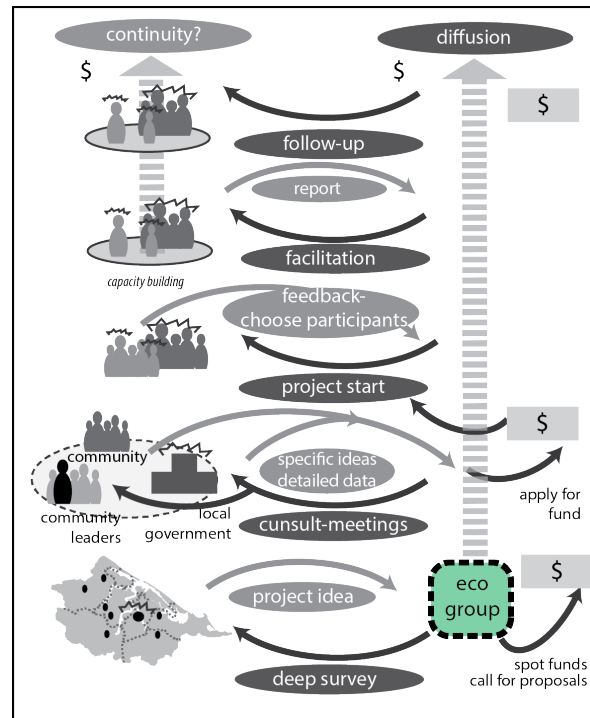 continuity?
diffusion
$
$
$
follow-up
report
facilitation
capacity building
feedback-
choose participants
project start
$
community
specific ideas
detailed data
apply for
fund
community
leaders
local
government
cunsult-meetings
$
project idea
eco
group
deep survey
spot funds
call for proposals